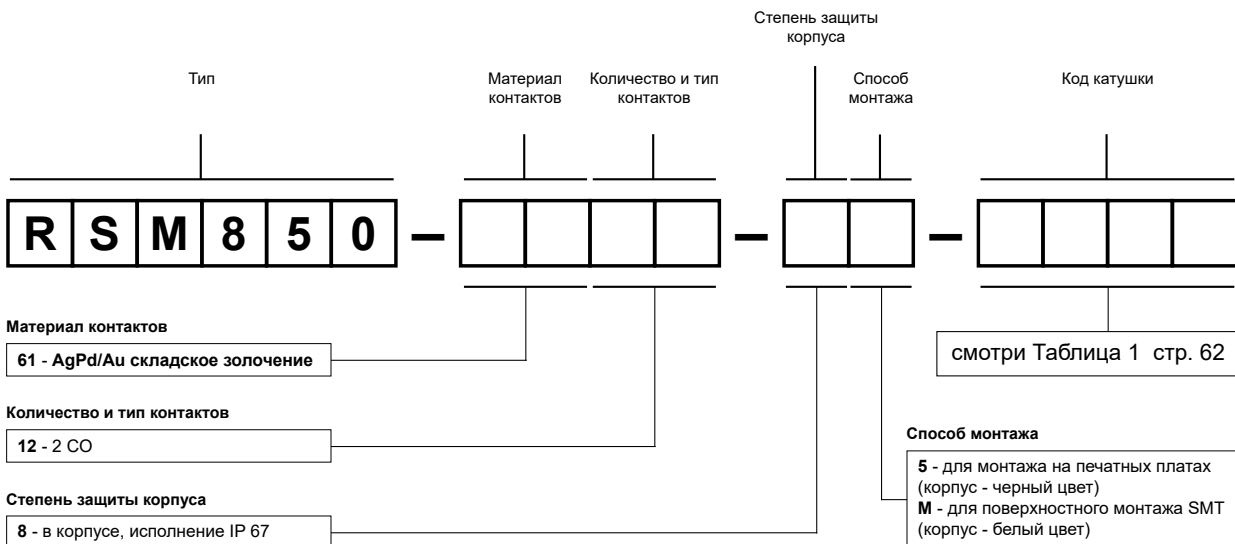 Степень защиты
корпуса
Тип
Материал
контактов
Количество и тип
контактов
Способ
монтажа
Код катушки
RSM850 – –  –
Материал контактов
61 - AgPd/Au складское золочение
смотри Таблица 1 стр. 62
Количество и тип контактов
12 - 2 CO
Способ монтажа
5 - для монтажа на печатных платах
(корпус - черный цвет)
M - для поверхностного монтажа SMT
(корпус - белый цвет)
Степень защиты корпуса
8 - в корпусе, исполнение IP 67